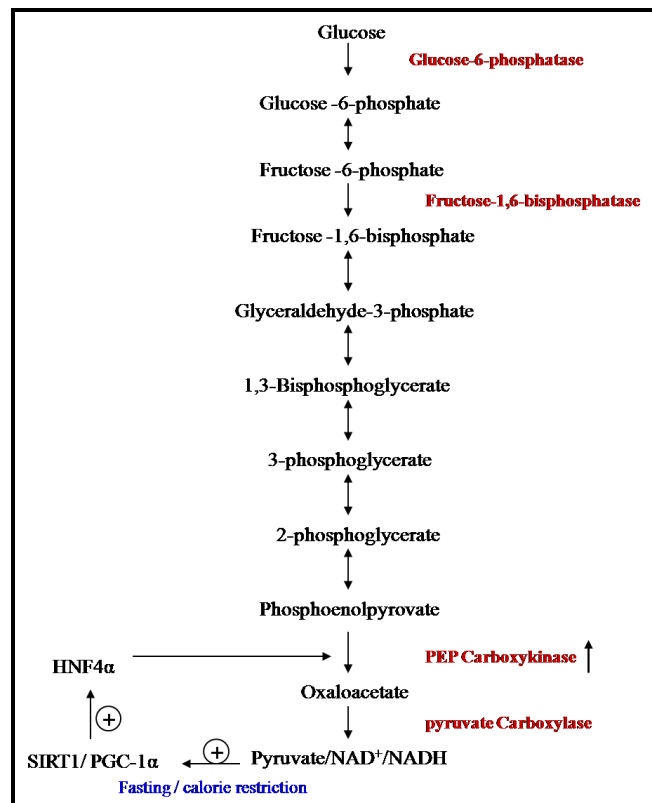 Glucose
Glucose-6-phosphatase
Glucose -6-phosphate
Fructose -6-phosphate
Fructose-1,6-bisphosphatase
Fructose -1,6-bisphosphate
Glyceraldehyde-3-phosphate
1,3-Bisphosphoglycerate
3-phosphoglycerate
2-phosphoglycerate
Phosphoenolpyrovate
HNF4α
PEP Carboxykinase
Oxaloacetate
pyruvate Carboxylase
SIRT1/ PGC-1α
+
+
Pyruvate/NAD⁺/NADH
Fasting / calorie restriction